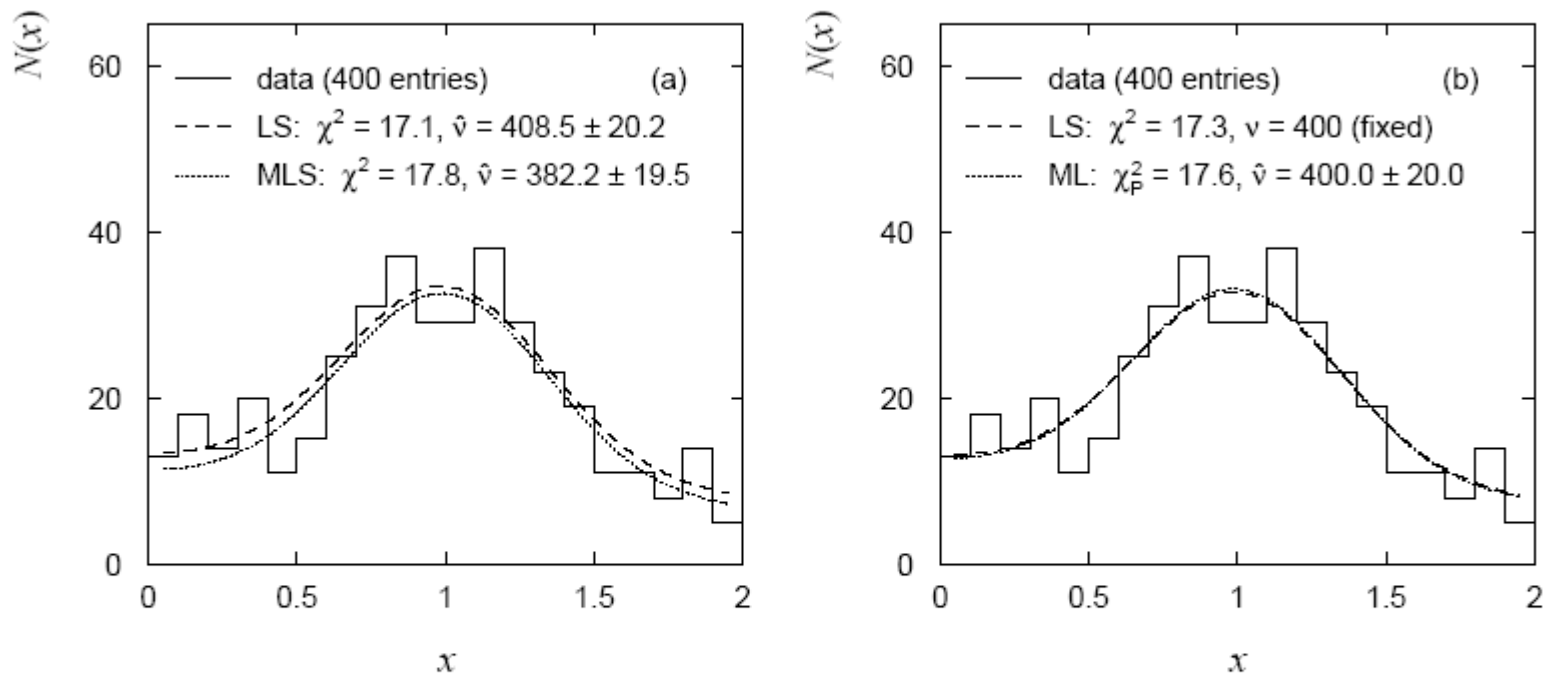 N(x)
60
40
20
0
data (400 entries) (a)
LS: χ² = 17.1, ν̂ = 408.5 ± 20.2
MLS: χ² = 17.8, ν̂ = 382.2 ± 19.5
0 0.5 1 1.5 2
x
N(x)
60
40
20
0
data (400 entries) (b)
LS: χ² = 17.3, ν = 400 (fixed)
ML: χ²_P = 17.6, ν̂ = 400.0 ± 20.0
0 0.5 1 1.5 2
x